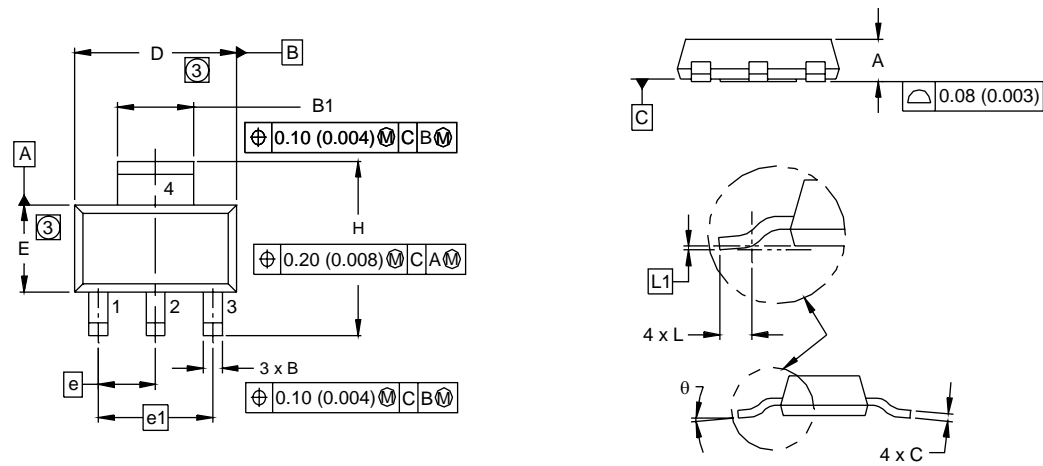 D
B
3
B1
⌖ 0.10 (0.004) Ⓜ C B Ⓜ
A
4
3
E
H
⌖ 0.20 (0.008) Ⓜ C A Ⓜ
1 2 3
3 x B
e
⌖ 0.10 (0.004) Ⓜ C B Ⓜ
e1
A
C
⌓ 0.08 (0.003)
L1
4 x L
θ
4 x C